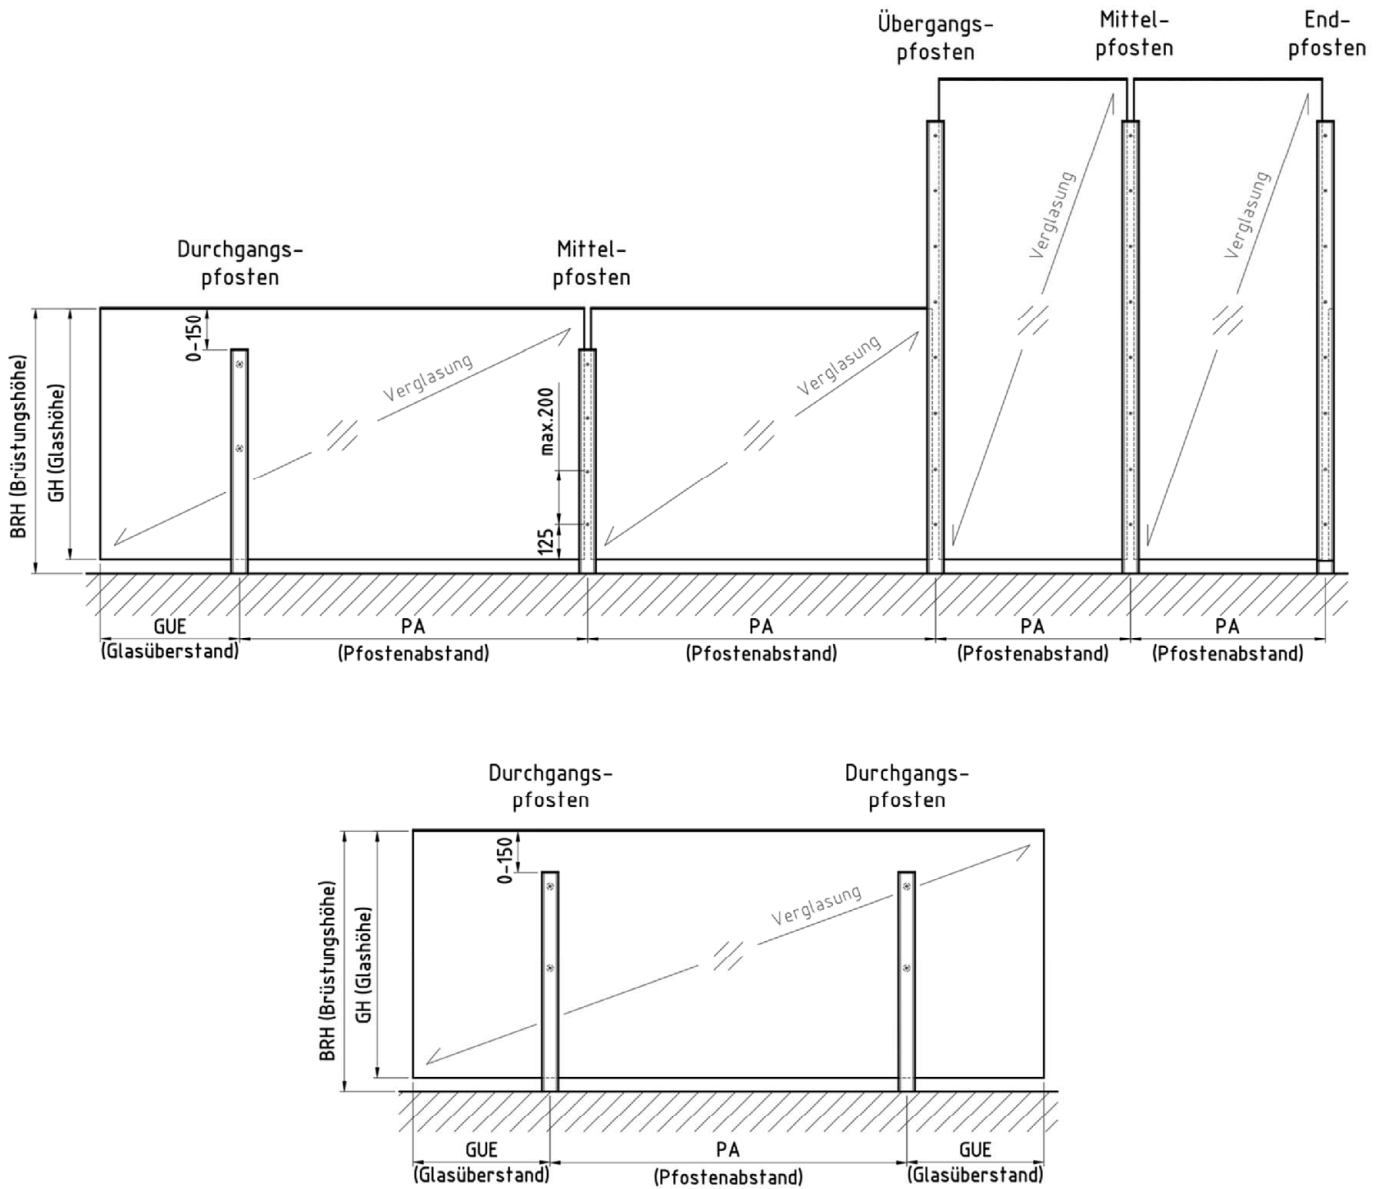 Übergangs-
pfosten
Mittel-
pfosten
End-
pfosten
Durchgangs-
pfosten
Mittel-
pfosten
BRH (Brüstungshöhe)
GH (Glashöhe)
0-150
Verglasung
max.200
125
Verglasung
Verglasung
Verglasung
GUE
(Glasüberstand)
PA
(Pfostenabstand)
PA
(Pfostenabstand)
PA
(Pfostenabstand)
PA
(Pfostenabstand)
Durchgangs-
pfosten
Durchgangs-
pfosten
BRH (Brüstungshöhe)
GH (Glashöhe)
0-150
Verglasung
GUE
(Glasüberstand)
PA
(Pfostenabstand)
GUE
(Glasüberstand)